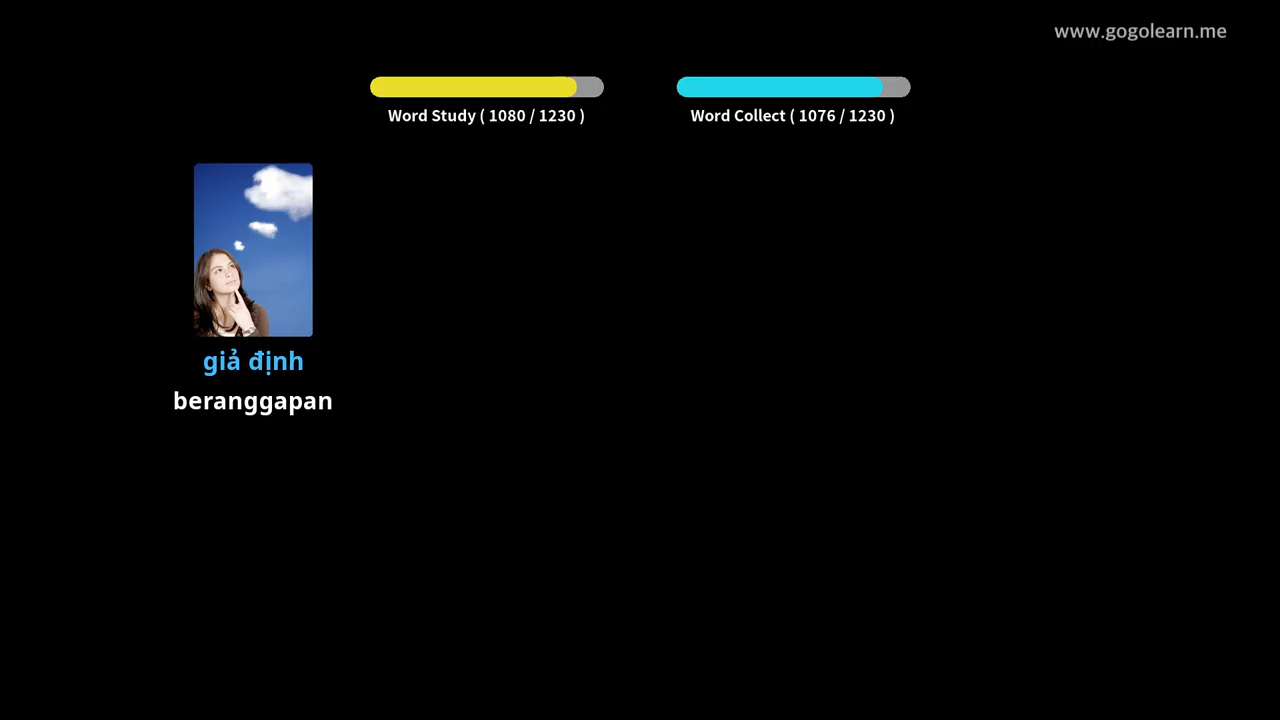 www.gogolearn.me
Word Study ( 1080 / 1230 )
Word Collect ( 1076 / 1230 )
giả định
beranggapan